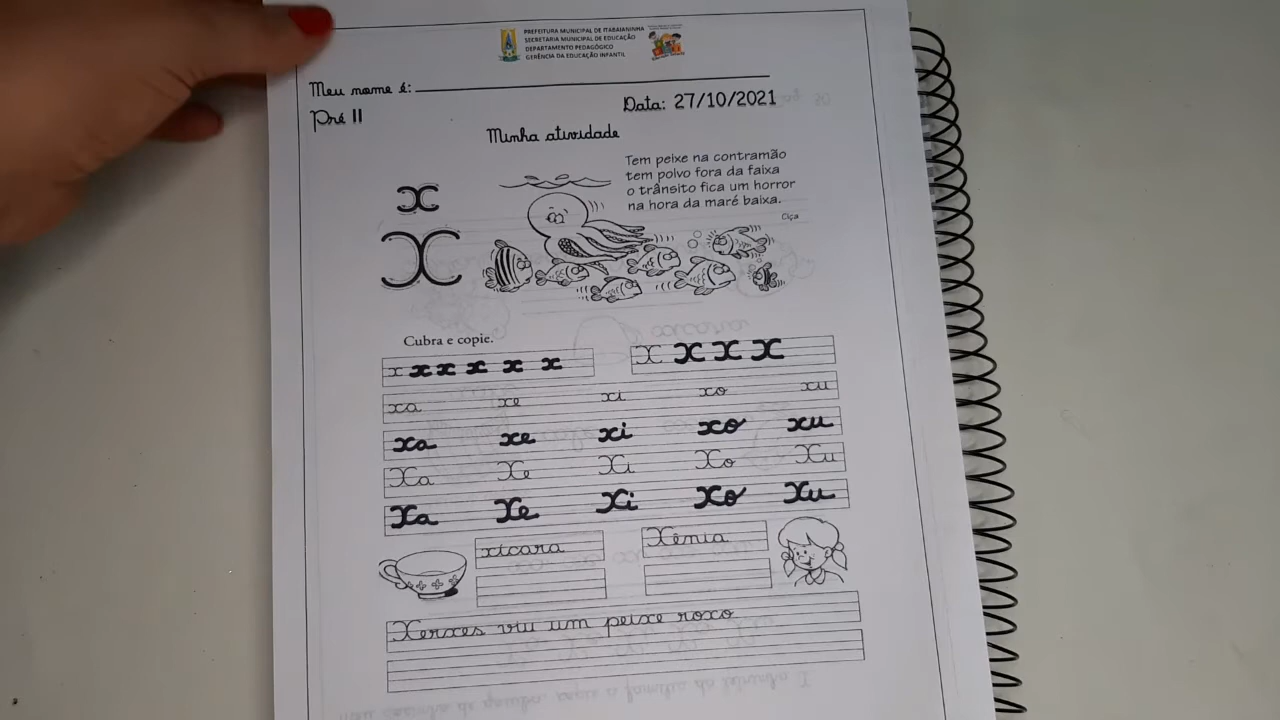 PREFEITURA MUNICIPAL DE ITABAIANINHA
SECRETARIA MUNICIPAL DE EDUCAÇÃO
DEPARTAMENTO PEDAGÓGICO
GERÊNCIA DA EDUCAÇÃO INFANTIL
Meu nome é:
Data: 27/10/2021
Pré II
Minha atividade
Tem peixe na contramão
tem polvo fora da faixa
o trânsito fica um horror
na hora da maré baixa.
Ciça
x
X
Cubra e copie.
x x x x x x
X X X X
xa xe xi xo xu
xa xe xi xo xu
Xa Xe Xi Xo Xu
Xa Xe Xi Xo Xu
xícara
Xênia
Xerxes viu um peixe roxo.